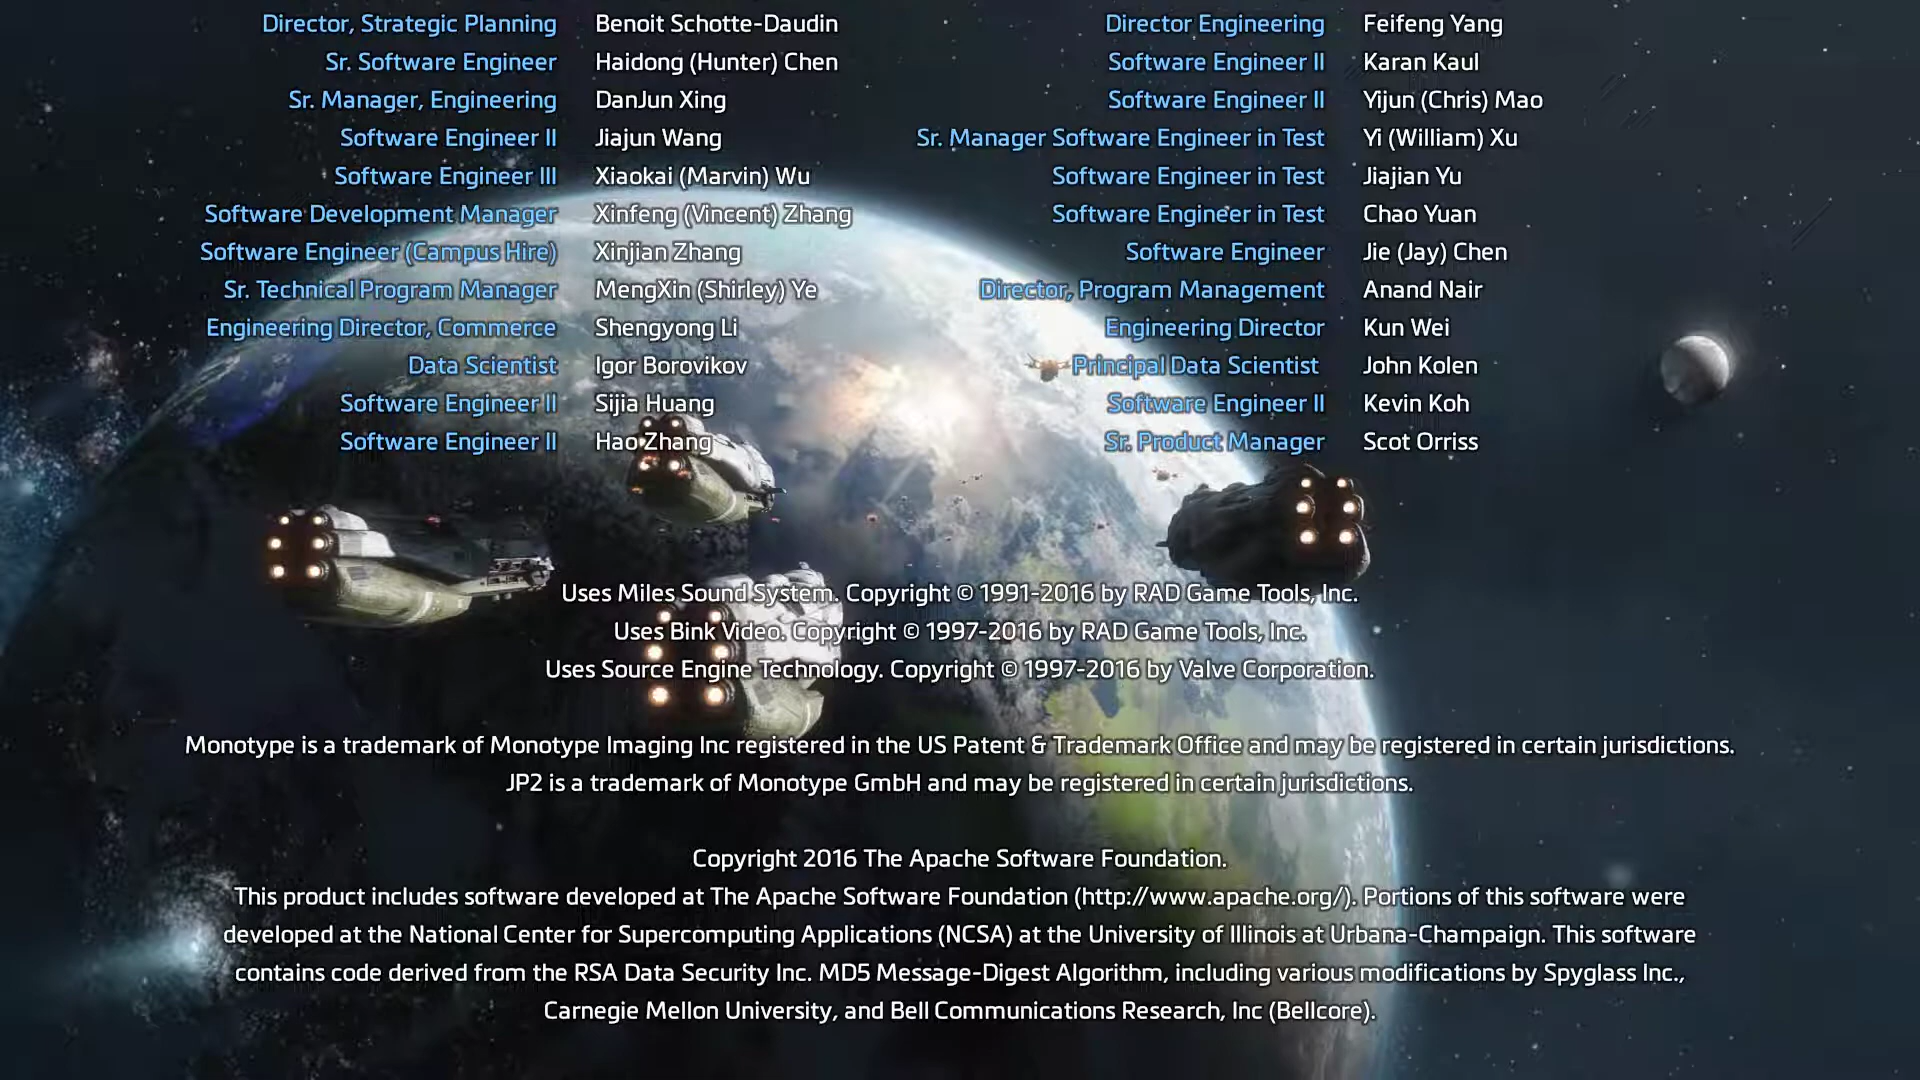 Director, Strategic Planning Benoit Schotte-Daudin Director Engineering Feifeng Yang
Sr. Software Engineer Haidong (Hunter) Chen Software Engineer II Karan Kaul
Sr. Manager, Engineering DanJun Xing Software Engineer II Yijun (Chris) Mao
Software Engineer II Jiajun Wang Sr. Manager Software Engineer in Test Yi (William) Xu
Software Engineer III Xiaokai (Marvin) Wu Software Engineer in Test Jiajian Yu
Software Development Manager Xinfeng (Vincent) Zhang Software Engineer in Test Chao Yuan
Software Engineer (Campus Hire) Xinjian Zhang Software Engineer Jie (Jay) Chen
Sr. Technical Program Manager MengXin (Shirley) Ye Director, Program Management Anand Nair
Engineering Director, Commerce Shengyong Li Engineering Director Kun Wei
Data Scientist Igor Borovikov Principal Data Scientist John Kolen
Software Engineer II Sijia Huang Software Engineer II Kevin Koh
Software Engineer II Hao Zhang Sr. Product Manager Scot Orriss
Uses Miles Sound System. Copyright © 1991-2016 by RAD Game Tools, Inc.
Uses Bink Video. Copyright © 1997-2016 by RAD Game Tools, Inc.
Uses Source Engine Technology. Copyright © 1997-2016 by Valve Corporation.
Monotype is a trademark of Monotype Imaging Inc registered in the US Patent & Trademark Office and may be registered in certain jurisdictions.
JP2 is a trademark of Monotype GmbH and may be registered in certain jurisdictions.
Copyright 2016 The Apache Software Foundation.
This product includes software developed at The Apache Software Foundation (http://www.apache.org/). Portions of this software were
developed at the National Center for Supercomputing Applications (NCSA) at the University of Illinois at Urbana-Champaign. This software
contains code derived from the RSA Data Security Inc. MD5 Message-Digest Algorithm, including various modifications by Spyglass Inc.,
Carnegie Mellon University, and Bell Communications Research, Inc (Bellcore).